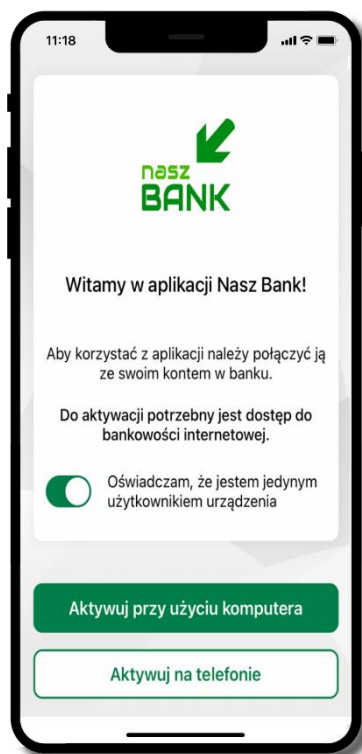 11:18
nasz
BANK
Witamy w aplikacji Nasz Bank!
Aby korzystać z aplikacji należy połączyć ją
ze swoim kontem w banku.
Do aktywacji potrzebny jest dostęp do
bankowości internetowej.
Oświadczam, że jestem jedynym
użytkownikiem urządzenia
Aktywuj przy użyciu komputera
Aktywuj na telefonie